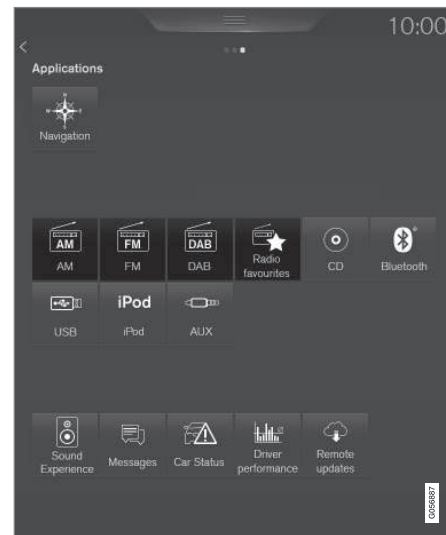 10:00
Applications
N
W E
S
Navigation
AM FM DAB
AM FM DAB Radio favourites CD Bluetooth
iPod
USB iPod AUX
Sound Experience Messages Car Status Driver performance Remote updates
G056887